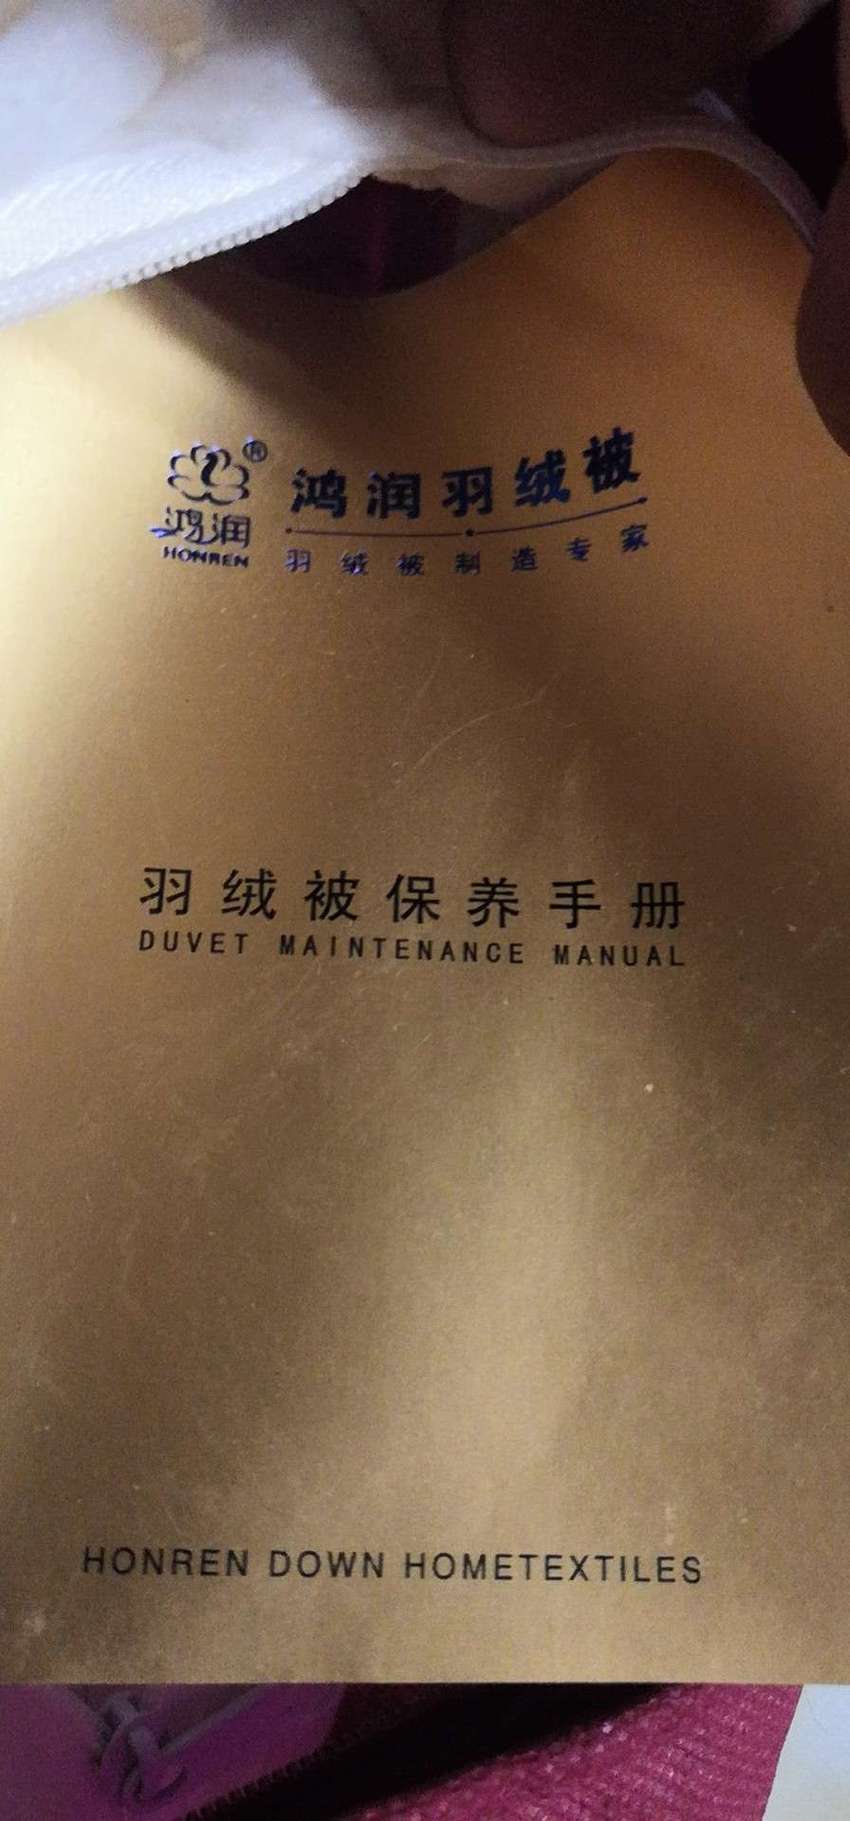 ®
鸿润
HONREN
鸿润羽绒被
羽绒被制造专家
羽绒被保养手册
DUVET MAINTENANCE MANUAL
HONREN DOWN HOMETEXTILES